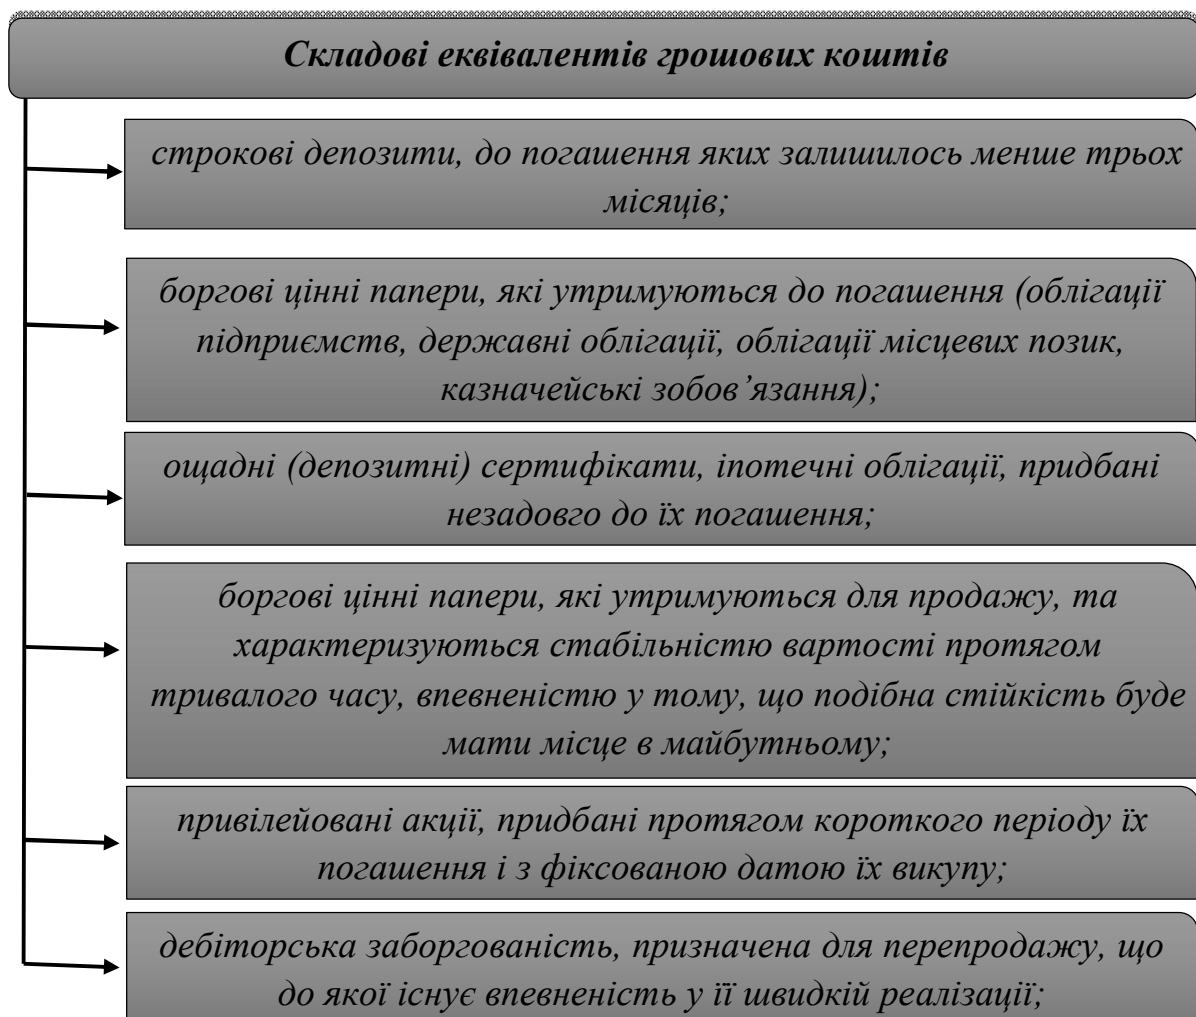 Складові еквівалентів грошових коштів
строкові депозити, до погашення яких залишилось менше трьох
місяців;
боргові цінні папери, які утримуються до погашення (облігації
підприємств, державні облігації, облігації місцевих позик,
казначейські зобов’язання);
ощадні (депозитні) сертифікати, іпотечні облігації, придбані
незадовго до їх погашення;
боргові цінні папери, які утримуються для продажу, та
характеризуються стабільністю вартості протягом
тривалого часу, впевненістю у тому, що подібна стійкість буде
мати місце в майбутньому;
привілейовані акції, придбані протягом короткого періоду їх
погашення і з фіксованою датою їх викупу;
дебіторська заборгованість, призначена для перепродажу, що
до якої існує впевненість у її швидкій реалізації;